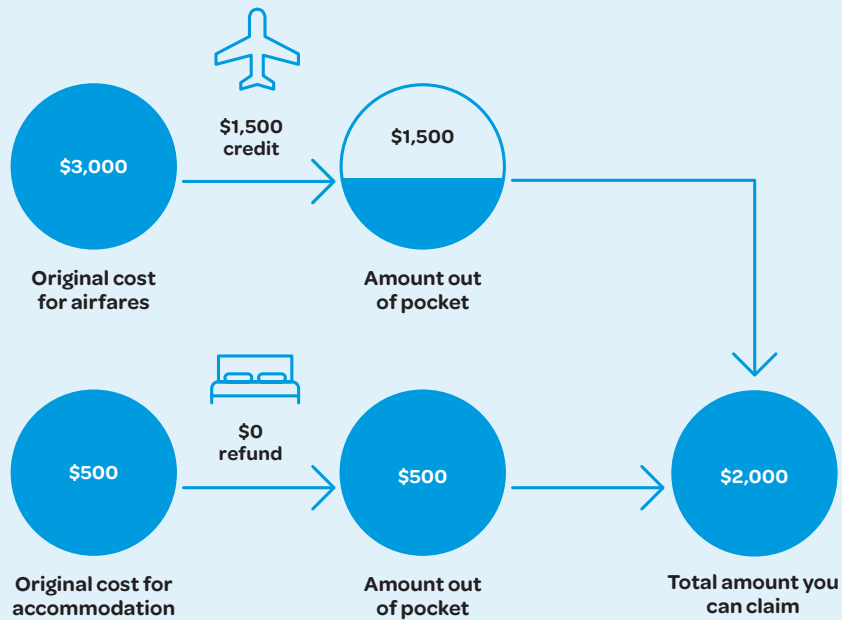 $1,500
credit
$3,000
$1,500
Original cost
for airfares
Amount out
of pocket
$0
refund
$500
$500
$2,000
Original cost for
accommodation
Amount out
of pocket
Total amount you
can claim